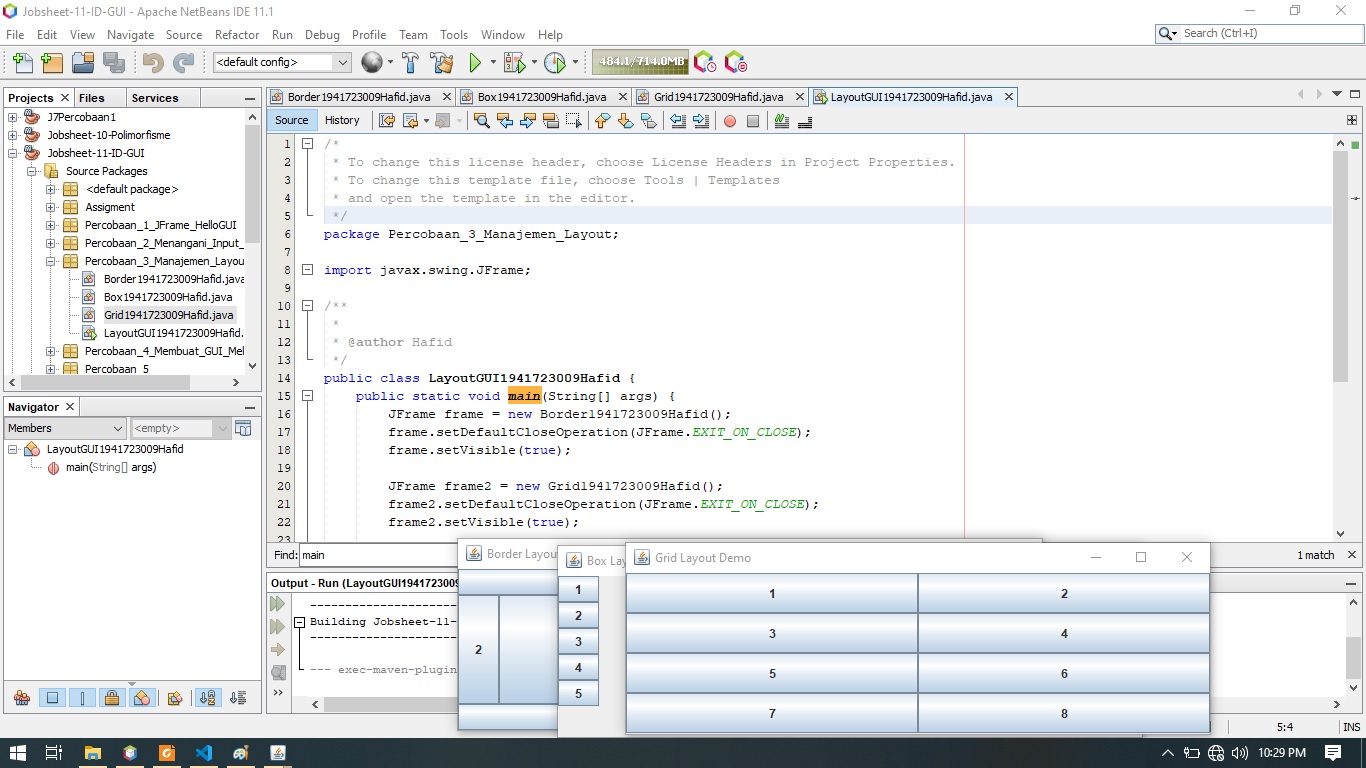 Jobsheet-11-ID-GUI - Apache NetBeans IDE 11.1
File Edit View Navigate Source Refactor Run Debug Profile Team Tools Window Help
Search (Ctrl+I)
<default config>
484.1/714.0MB
Projects Files Services
J7Percobaan1
Jobsheet-10-Polimorfisme
Jobsheet-11-ID-GUI
Source Packages
<default package>
Assigment
Percobaan_1_JFrame_HelloGUI
Percobaan_2_Menangani_Input_
Percobaan_3_Manajemen_Layou
Border1941723009Hafid.java
Box1941723009Hafid.java
Grid1941723009Hafid.java
LayoutGUI1941723009Hafid.
Percobaan_4_Membuat_GUI_Mel
Percobaan_5
Navigator
Members
<empty>
LayoutGUI1941723009Hafid
main(String[] args)
Border1941723009Hafid.java Box1941723009Hafid.java Grid1941723009Hafid.java LayoutGUI1941723009Hafid.java
Source History
1 /*
2 * To change this license header, choose License Headers in Project Properties.
3 * To change this template file, choose Tools | Templates
4 * and open the template in the editor.
5 */
6 package Percobaan_3_Manajemen_Layout;
7
8 import javax.swing.JFrame;
9
10 /**
11 *
12 * @author Hafid
13 */
14 public class LayoutGUI1941723009Hafid {
15 public static void main(String[] args) {
16 JFrame frame = new Border1941723009Hafid();
17 frame.setDefaultCloseOperation(JFrame.EXIT_ON_CLOSE);
18 frame.setVisible(true);
19
20 JFrame frame2 = new Grid1941723009Hafid();
21 frame2.setDefaultCloseOperation(JFrame.EXIT_ON_CLOSE);
22 frame2.setVisible(true);
23
Find: main
1 match
Output - Run (LayoutGUI194172300
------------------
Building Jobsheet-11-
------------------
--- exec-maven-plugin
Border Layou
2
Box Lay
1
2
3
4
5
Grid Layout Demo
1 2
3 4
5 6
7 8
5:4 INS
10:29 PM